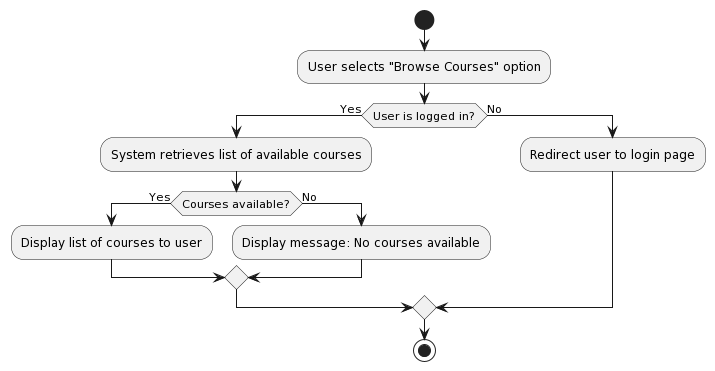 User selects "Browse Courses" option
Yes
User is logged in?
No
System retrieves list of available courses
Redirect user to login page
Yes
Courses available?
No
Display list of courses to user
Display message: No courses available